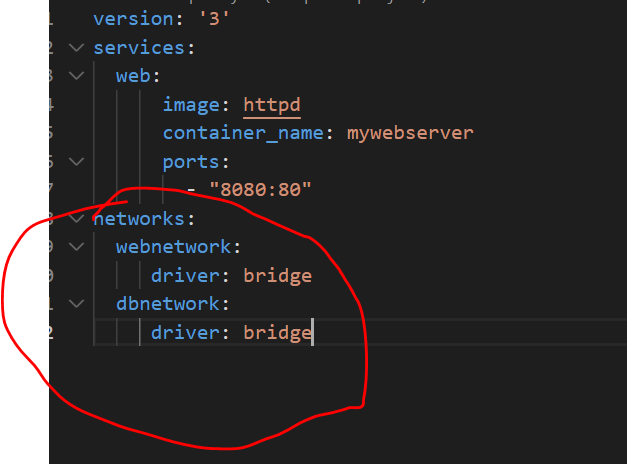 version: '3'
services:
web:
image: httpd
container_name: mywebserver
ports:
- "8080:80"
networks:
webnetwork:
driver: bridge
dbnetwork:
driver: bridge